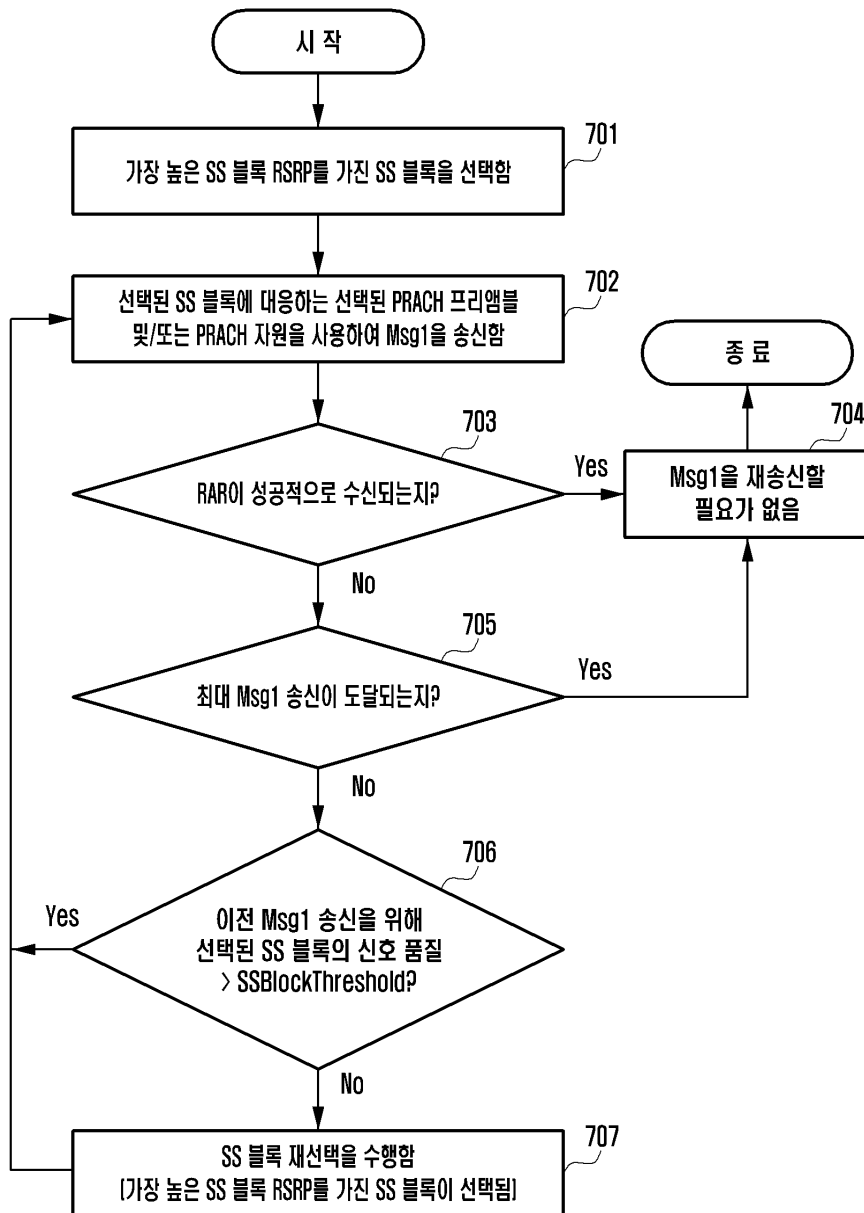 시 작
701
가장 높은 SS 블록 RSRP를 가진 SS 블록을 선택함
702
선택된 SS 블록에 대응하는 선택된 PRACH 프리앰블
및/또는 PRACH 자원을 사용하여 Msg1을 송신함
종 료
703
RAR이 성공적으로 수신되는지?
Yes
704
Msg1을 재송신할
필요가 없음
No
705
최대 Msg1 송신이 도달되는지?
Yes
No
706
이전 Msg1 송신을 위해
선택된 SS 블록의 신호 품질
> SSBlockThreshold?
Yes
No
707
SS 블록 재선택을 수행함
[가장 높은 SS 블록 RSRP를 가진 SS 블록이 선택됨]